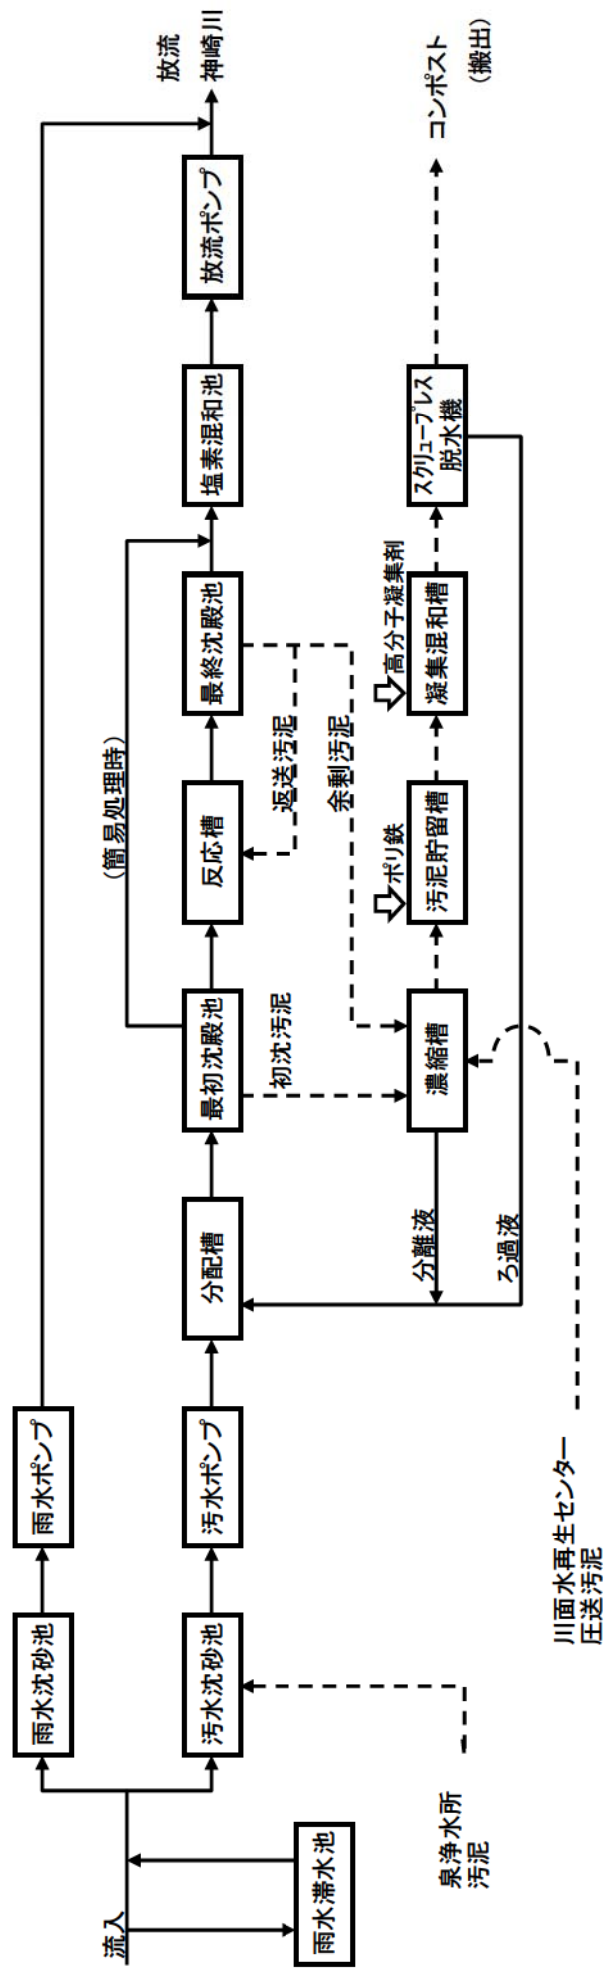 流入
雨水滞水池
雨水沈砂池
雨水ポンプ
汚水沈砂池
汚水ポンプ
分配槽
最初沈殿池
反応槽
最終沈殿池
塩素混和池
放流ポンプ
放流
神崎川
(簡易処理時)
返送汚泥
余剰汚泥
初沈汚泥
濃縮槽
ポリ鉄
汚泥貯留槽
高分子凝集剤
凝集混和槽
スクリュープレス
脱水機
コンポスト
(搬出)
分離液
ろ過液
泉浄水所
汚泥
川面水再生センター
圧送汚泥